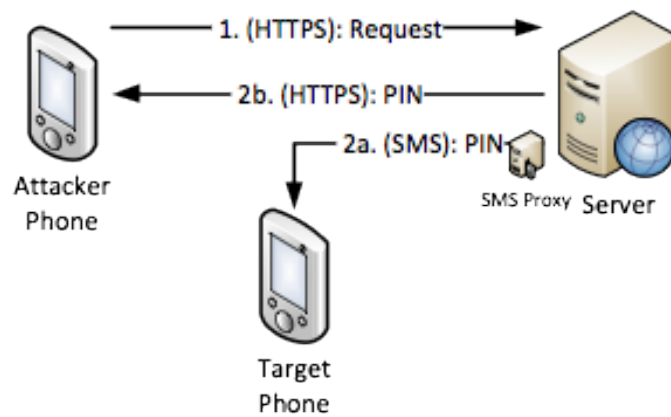 1. (HTTPS): Request
2b. (HTTPS): PIN
2a. (SMS): PIN
Attacker
Phone
SMS Proxy
Server
Target
Phone